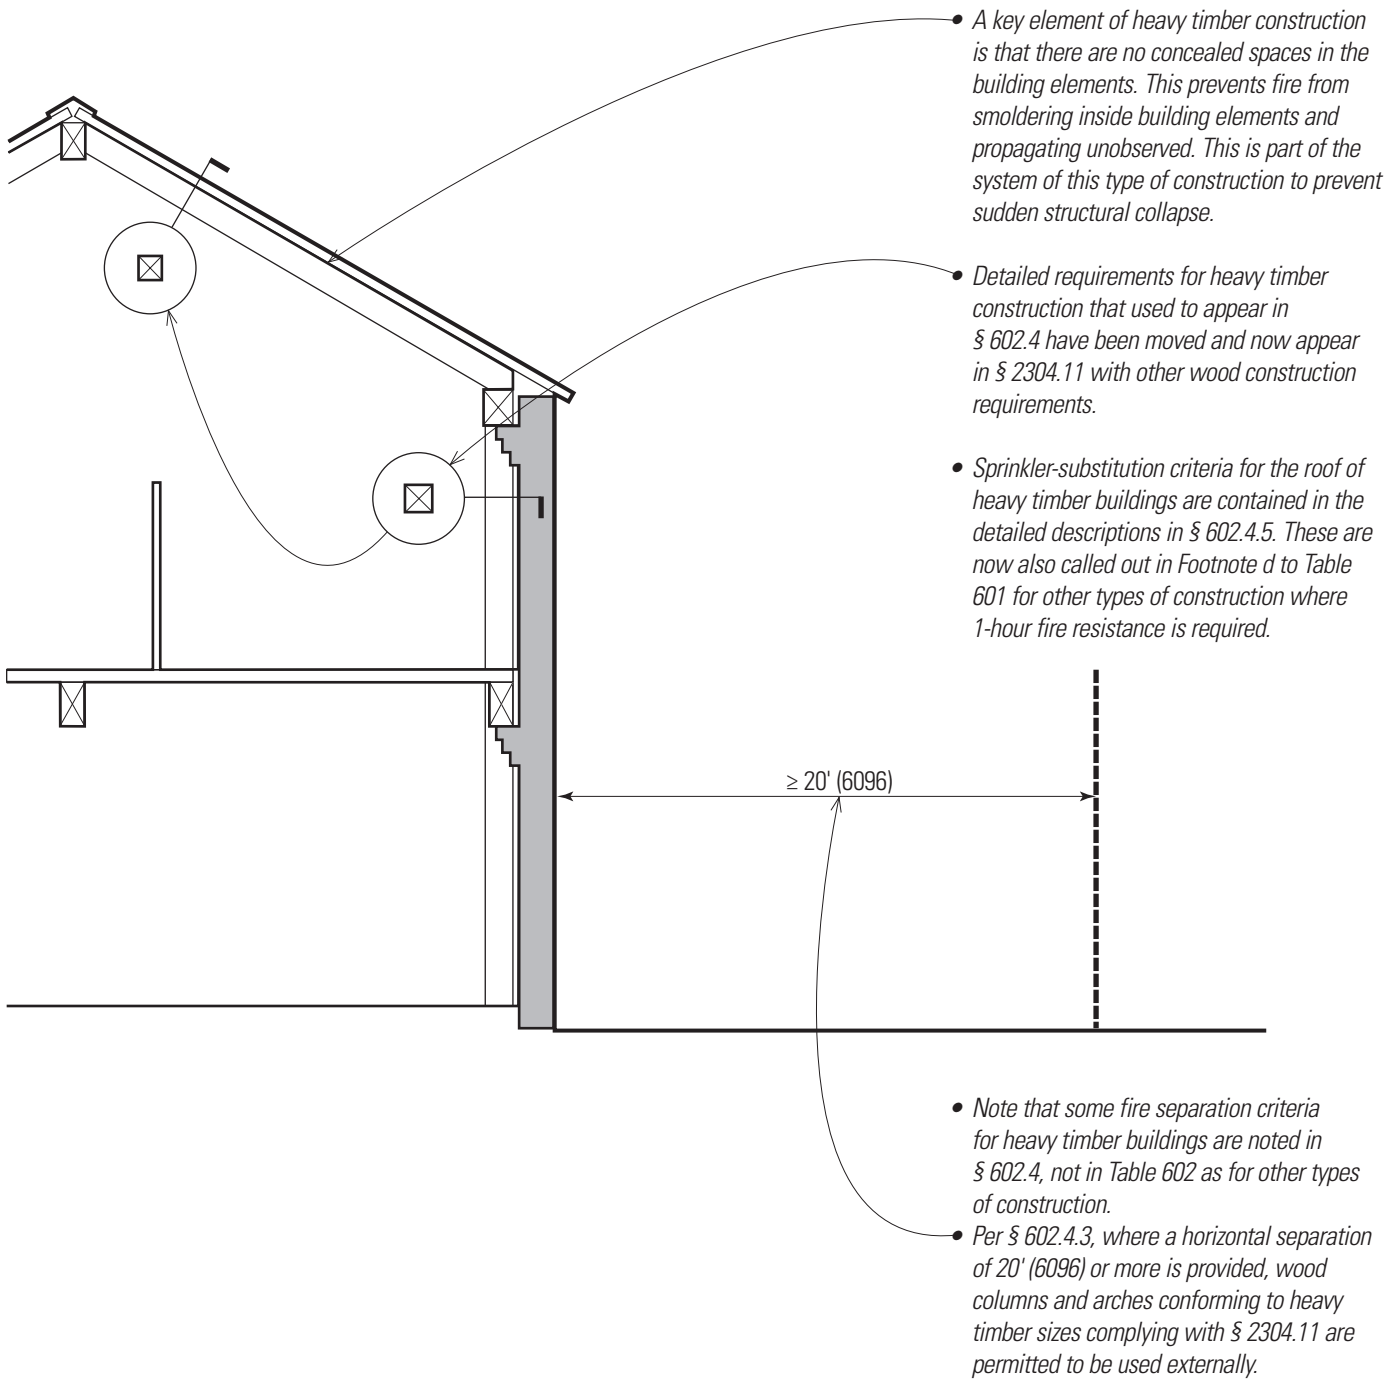 • A key element of heavy timber construction
is that there are no concealed spaces in the
building elements. This prevents fire from
smoldering inside building elements and
propagating unobserved. This is part of the
system of this type of construction to prevent
sudden structural collapse.
• Detailed requirements for heavy timber
construction that used to appear in
§ 602.4 have been moved and now appear
in § 2304.11 with other wood construction
requirements.
• Sprinkler-substitution criteria for the roof of
heavy timber buildings are contained in the
detailed descriptions in § 602.4.5. These are
now also called out in Footnote d to Table
601 for other types of construction where
1-hour fire resistance is required.
≥ 20' (6096)
• Note that some fire separation criteria
for heavy timber buildings are noted in
§ 602.4, not in Table 602 as for other types
of construction.
• Per § 602.4.3, where a horizontal separation
of 20' (6096) or more is provided, wood
columns and arches conforming to heavy
timber sizes complying with § 2304.11 are
permitted to be used externally.